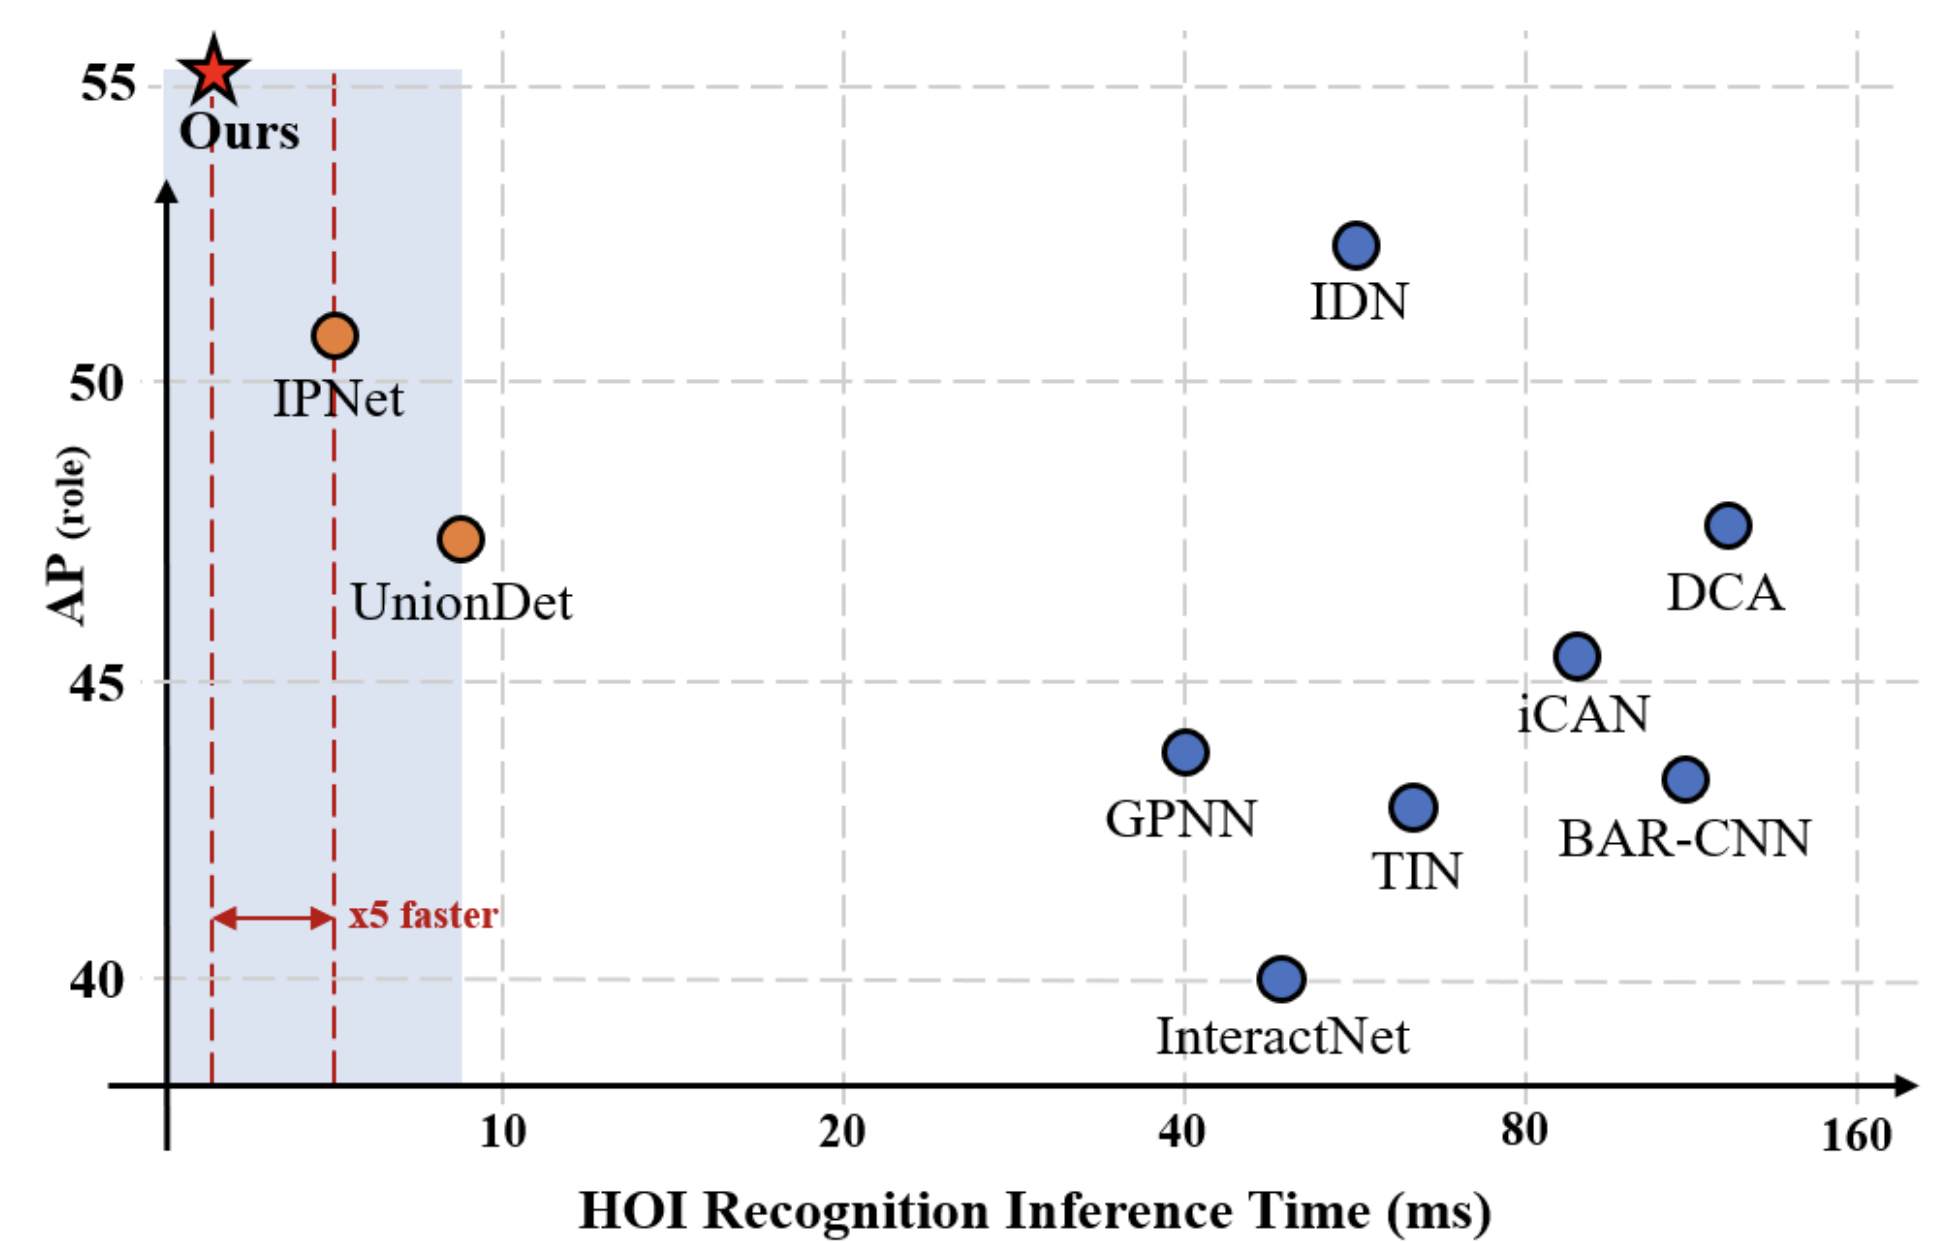 55
Ours
IDN
50
IPNet
AP (role)
DCA
UnionDet
45
iCAN
GPNN
BAR-CNN
TIN
x5 faster
40
InteractNet
10
20
40
80
160
HOI Recognition Inference Time (ms)